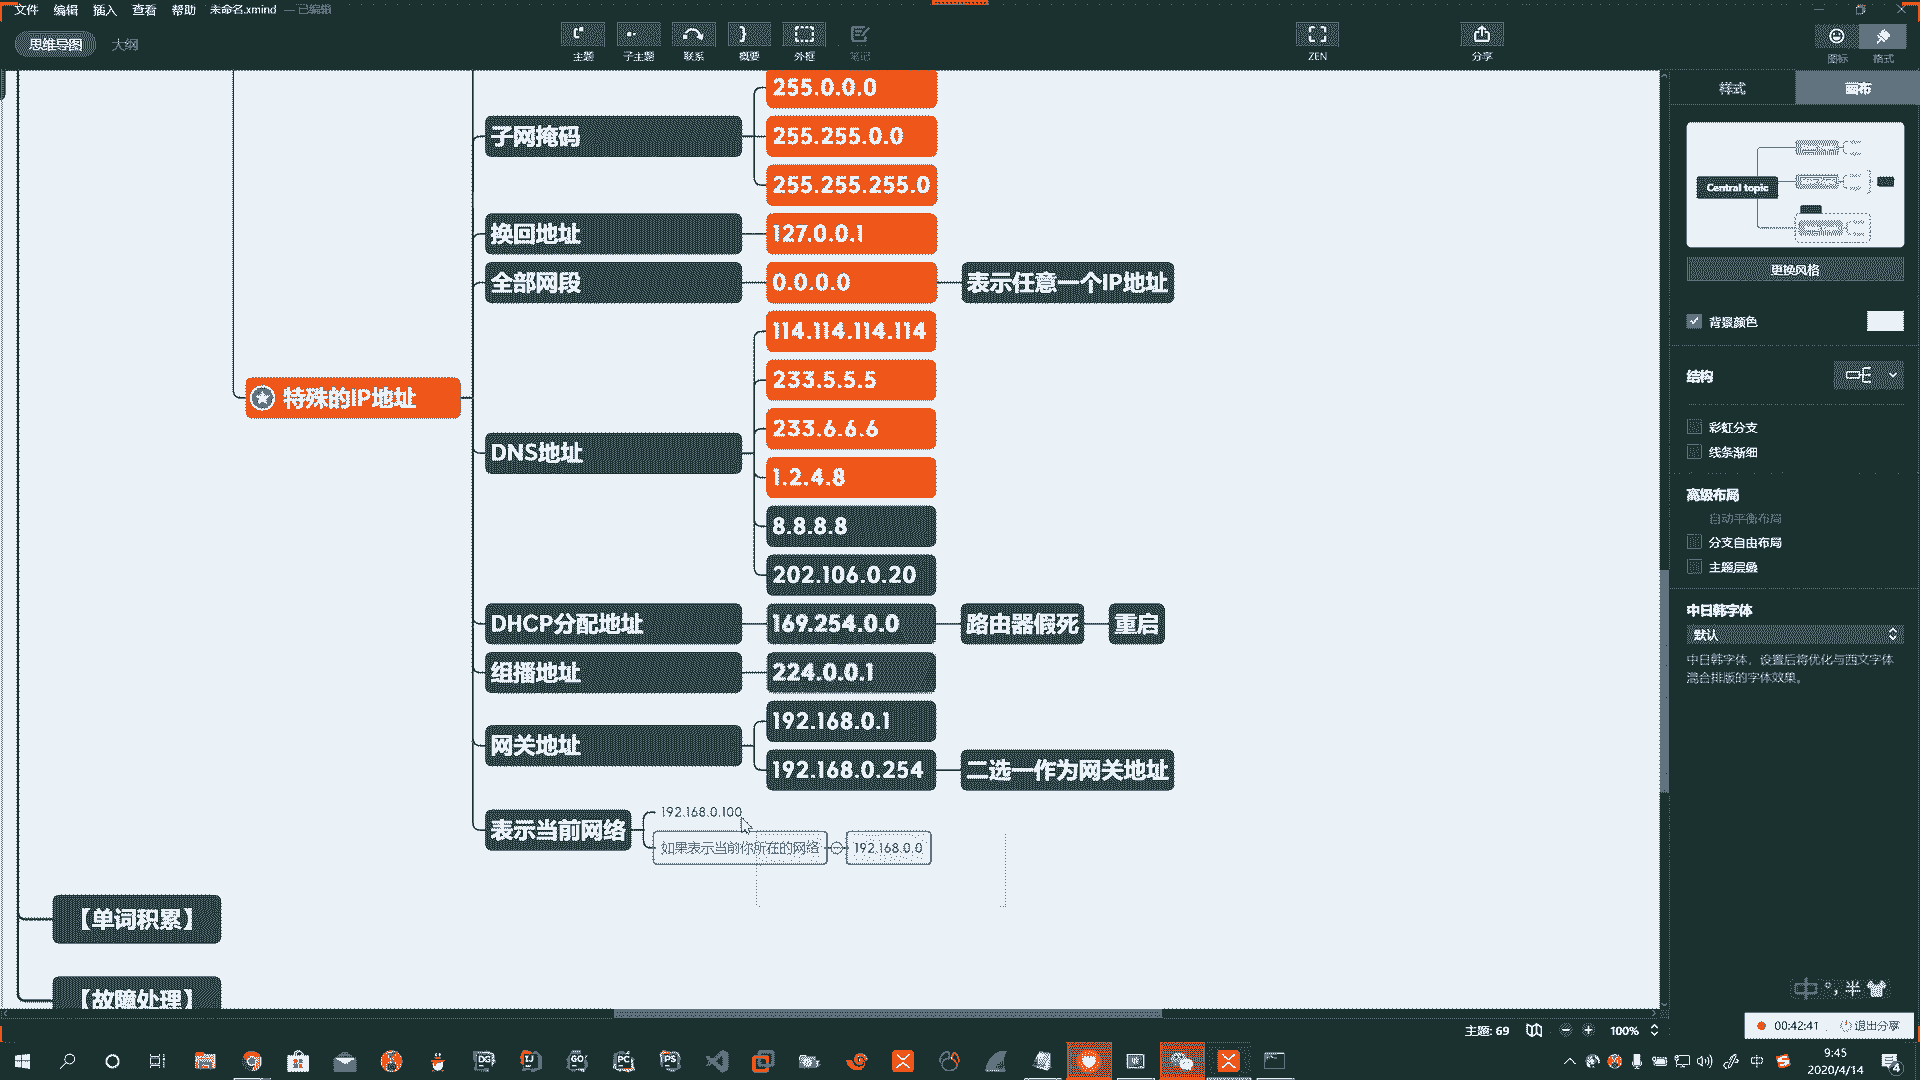 文件 编辑 插入 查看 帮助 未命名.xmind — 已编辑
思维导图 大纲
主题 子主题 联系 概要 外框 笔记 ZEN 分享 图标 格式
样式 画布
255.0.0.0
子网掩码
255.255.0.0
255.255.255.0
换回地址
127.0.0.1
全部网段
0.0.0.0
表示任意一个IP地址
特殊的IP地址
DNS地址
114.114.114.114
233.5.5.5
233.6.6.6
1.2.4.8
8.8.8.8
202.106.0.20
DHCP分配地址
169.254.0.0
路由器假死
重启
组播地址
224.0.0.1
网关地址
192.168.0.1
192.168.0.254
二选一作为网关地址
表示当前网络
192.168.0.100
如果表示当前你所在的网络
192.168.0.0
【单词积累】
【故障处理】
Central topic
更换风格
背景颜色
结构
彩虹分支
线条渐细
高级布局
自动平衡布局
分支自由布局
主题层叠
中日韩字体
默认
中日韩字体，设置后将优化与西文字体
混合排版的字体效果。
中 °, 半
主题: 69 100%
00:42:41 退出分享
DG IJ GO PC PS
中
9:45
2020/4/14
4